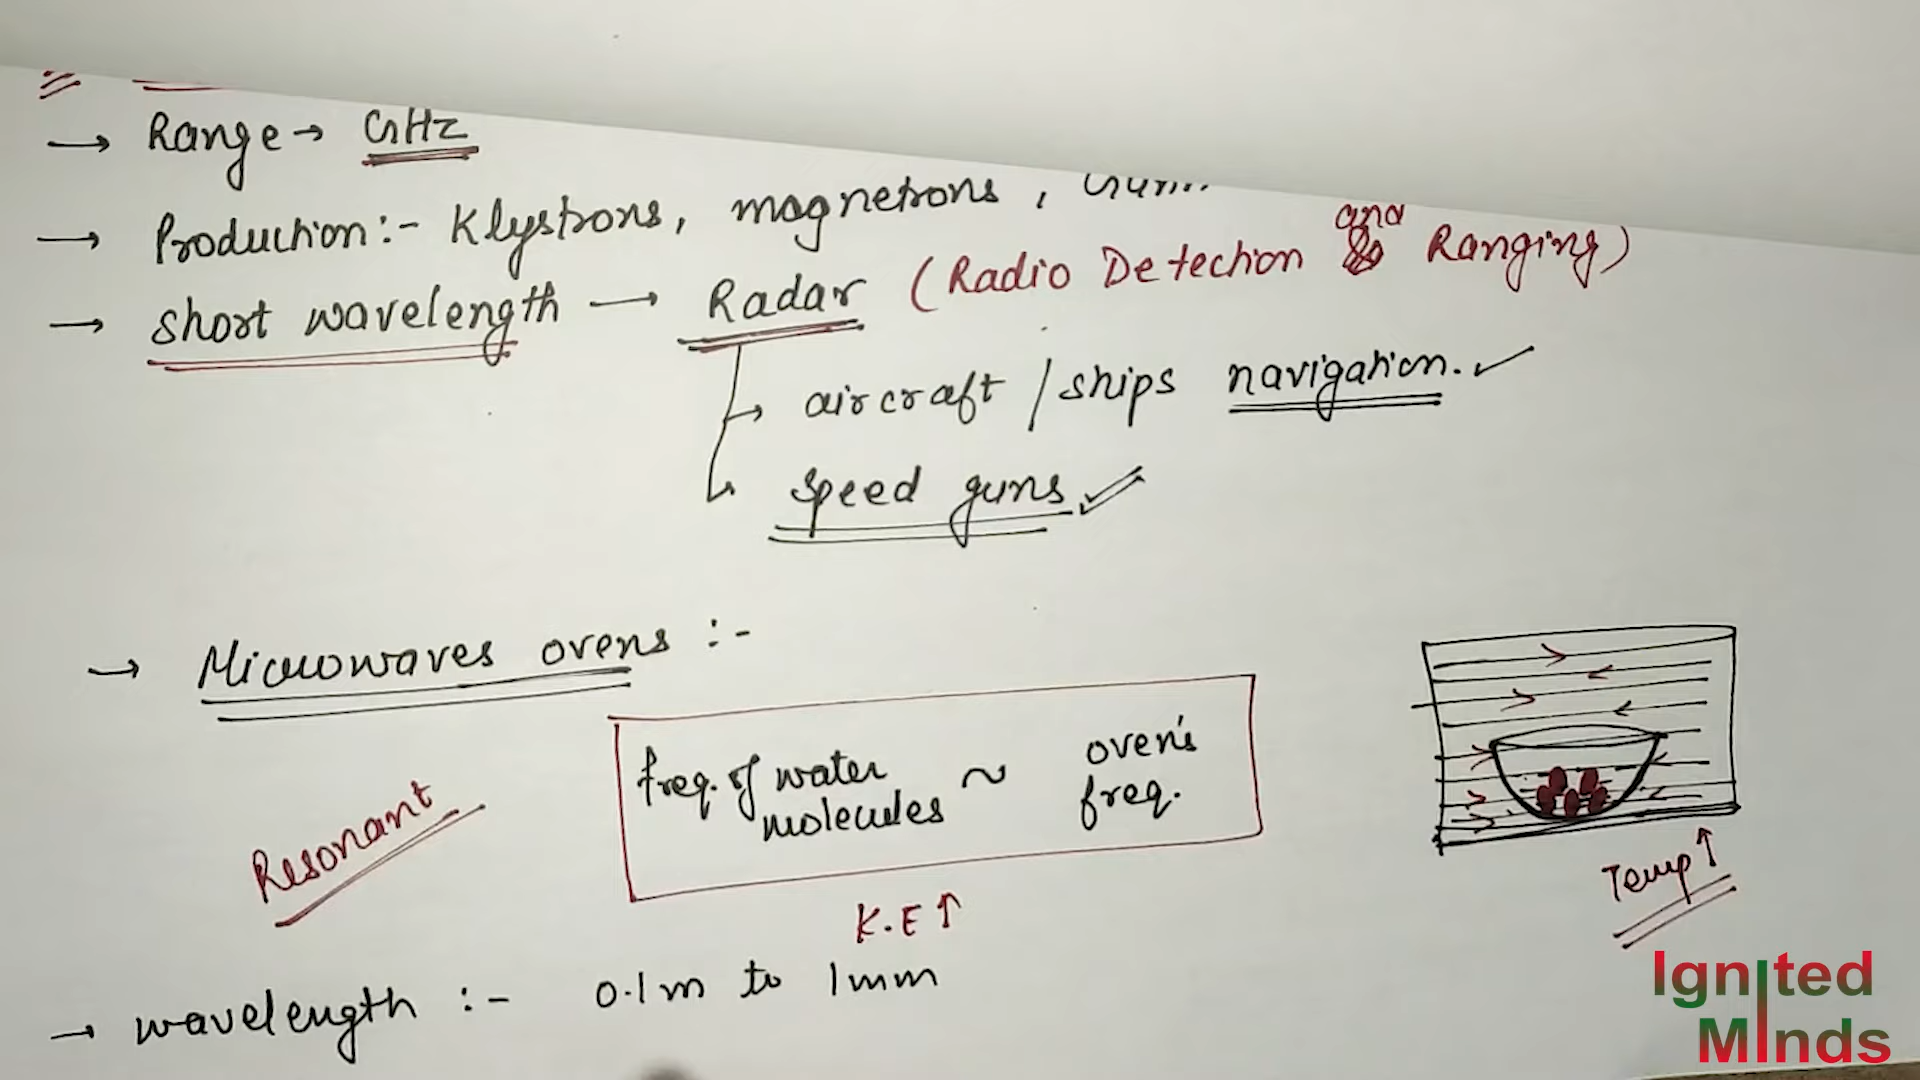 → Range → GHz
→ Production:- Klystrons, magnetrons,
→ short wavelength → Radar (Radio Detection and Ranging)
→ aircraft / ships navigation. ✓
→ speed guns ✓
→ Microwaves ovens :-
freq. of water molecules ~ oven's freq.
Resonant
K.E ↑
Temp ↑
→ wavelength :- 0.1m to 1mm
Ignited
Minds